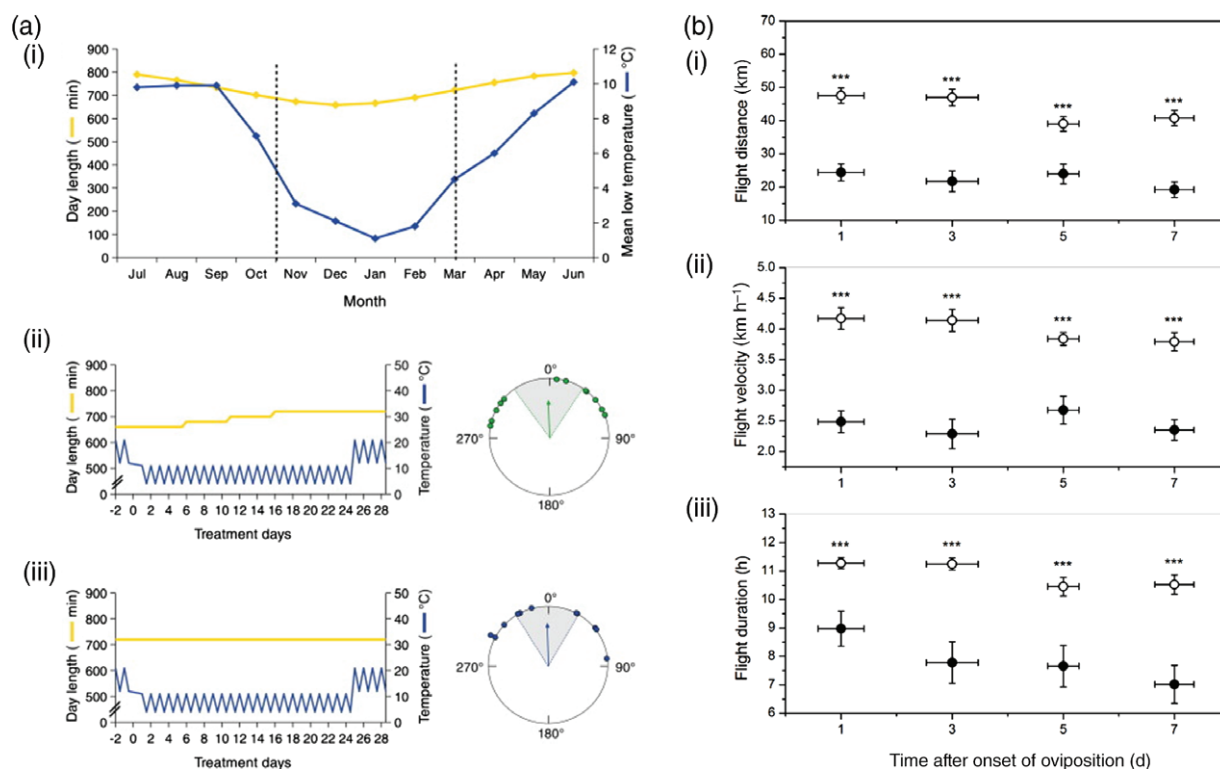 (a)
(i)
Day length (— min)
900
800
700
600
500
400
300
200
100
0
12
10
8
6
4
2
0
Mean low temperature (— °C)
Jul Aug Sep Oct Nov Dec Jan Feb Mar Apr May Jun
Month
(ii)
Day length (— min)
900
800
700
600
500
0
50
40
30
20
10
0
Temperature (— °C)
-2 0 2 4 6 8 10 12 14 16 18 20 22 24 26 28
Treatment days
0°
270°
90°
180°
(iii)
Day length (— min)
900
800
700
600
500
0
50
40
30
20
10
0
Temperature (— °C)
-2 0 2 4 6 8 10 12 14 16 18 20 22 24 26 28
Treatment days
0°
270°
90°
180°
(b)
(i)
Flight distance (km)
70
60
50
40
30
20
10
*** *** *** ***
1 3 5 7
(ii)
Flight velocity (km h⁻¹)
5.0
4.5
4.0
3.5
3.0
2.5
2.0
*** *** *** ***
1 3 5 7
(iii)
Flight duration (h)
13
12
11
10
9
8
7
6
*** *** *** ***
1 3 5 7
Time after onset of oviposition (d)